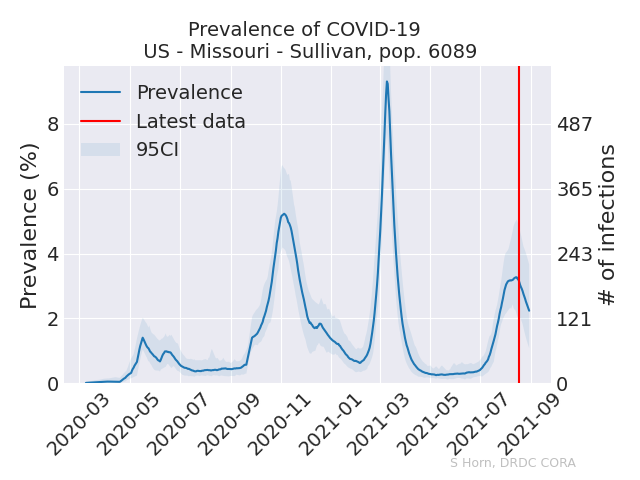 Prevalence of COVID-19
US - Missouri - Sullivan, pop. 6089
Prevalence
Latest data
95CI
Prevalence (%)
8
6
4
2
0
487
365
243
121
0
# of infections
2020-03
2020-05
2020-07
2020-09
2020-11
2021-01
2021-03
2021-05
2021-07
2021-09
S Horn, DRDC CORA